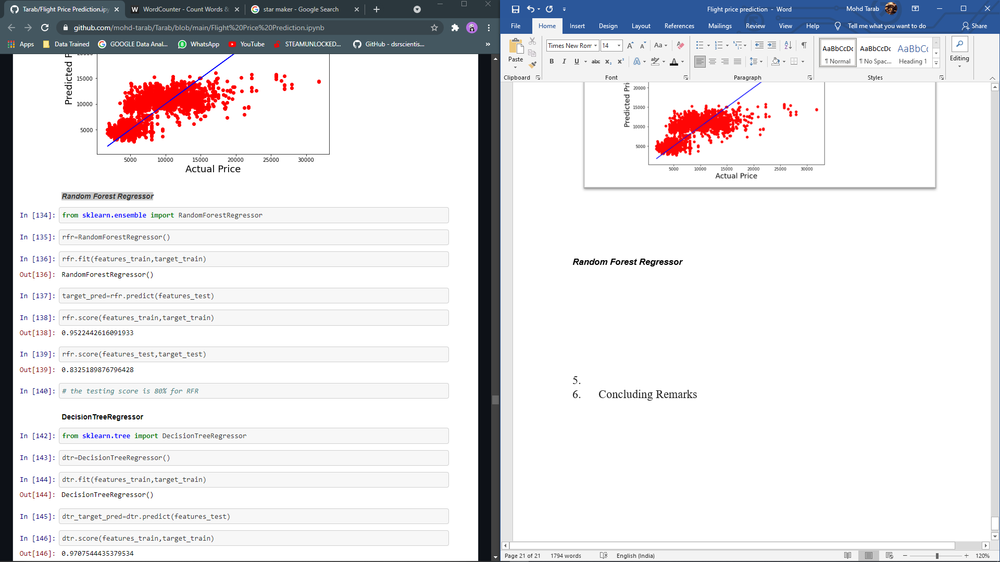 Tarab/Flight Price Prediction.ipy
WordCounter - Count Words &
star maker - Google Search
github.com/mohd-tarab/Tarab/blob/main/Flight%20Price%20Prediction.ipynb
Apps
Data Trained
GOOGLE Data Anal...
WhatsApp
YouTube
STEAMUNLOCKED...
GitHub - dsrscientis...
»
Predicted P
20000
15000
10000
5000
5000 10000 15000 20000 25000 30000
Actual Price
Random Forest Regressor
In [134]: from sklearn.ensemble import RandomForestRegressor
In [135]: rfr=RandomForestRegressor()
In [136]: rfr.fit(features_train,target_train)
Out[136]: RandomForestRegressor()
In [137]: target_pred=rfr.predict(features_test)
In [138]: rfr.score(features_train,target_train)
Out[138]: 0.9522442616091933
In [139]: rfr.score(features_test,target_test)
Out[139]: 0.8325189876796428
In [140]: # the testing score is 80% for RFR
DecisionTreeRegressor
In [142]: from sklearn.tree import DecisionTreeRegressor
In [143]: dtr=DecisionTreeRegressor()
In [144]: dtr.fit(features_train,target_train)
Out[144]: DecisionTreeRegressor()
In [145]: dtr_target_pred=dtr.predict(features_test)
In [146]: dtr.score(features_train,target_train)
Out[146]: 0.9707544435379534
Flight price prediction - Word
Mohd Tarab
File Home Insert Design Layout References Mailings Review View Help Tell me what you want to do Share
Paste
Clipboard
Times New Rom 14
B I U abc x₂ x²
Aa
Font
Paragraph
AaBbCcDc AaBbCcDc AaBbCc
¶ Normal ¶ No Spac... Heading 1
Styles
Editing
Predicted Pri
20000
15000
10000
5000
5000 10000 15000 20000 25000 30000
Actual Price
Random Forest Regressor
5.
6. Concluding Remarks
Page 21 of 21 1794 words English (India) 120%